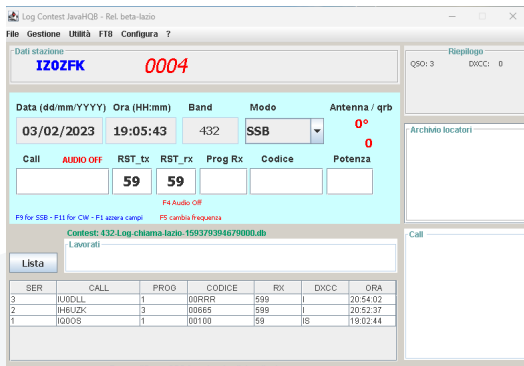 Log Contest JavaHQB - Rel. beta-lazio
File Gestione Utilità FT8 Configura ?
Dati stazione
IZ0ZFK 0004
Riepilogo
QSO: 3 DXCC: 0
Data (dd/mm/YYYY) Ora (HH:mm) Band Modo Antenna / qrb
03/02/2023 19:05:43 432 SSB 0°
0
Call AUDIO OFF RST_tx RST_rx Prog Rx Codice Potenza
59 59
F4 Audio Off
F9 for SSB - F11 for CW - F1 azzera campi F5 cambia frequenza
Archivio locatori
Contest: 432-Log-chiama-lazio-159379394679000.db
Lavorati
Lista
Call
SER CALL PROG CODICE RX DXCC ORA
3 IU0DLL 1 00RRR 599 I 20:54:02
2 IH6UZK 3 00665 599 I 20:52:37
1 IQ0OS 1 00100 59 IS 19:02:44